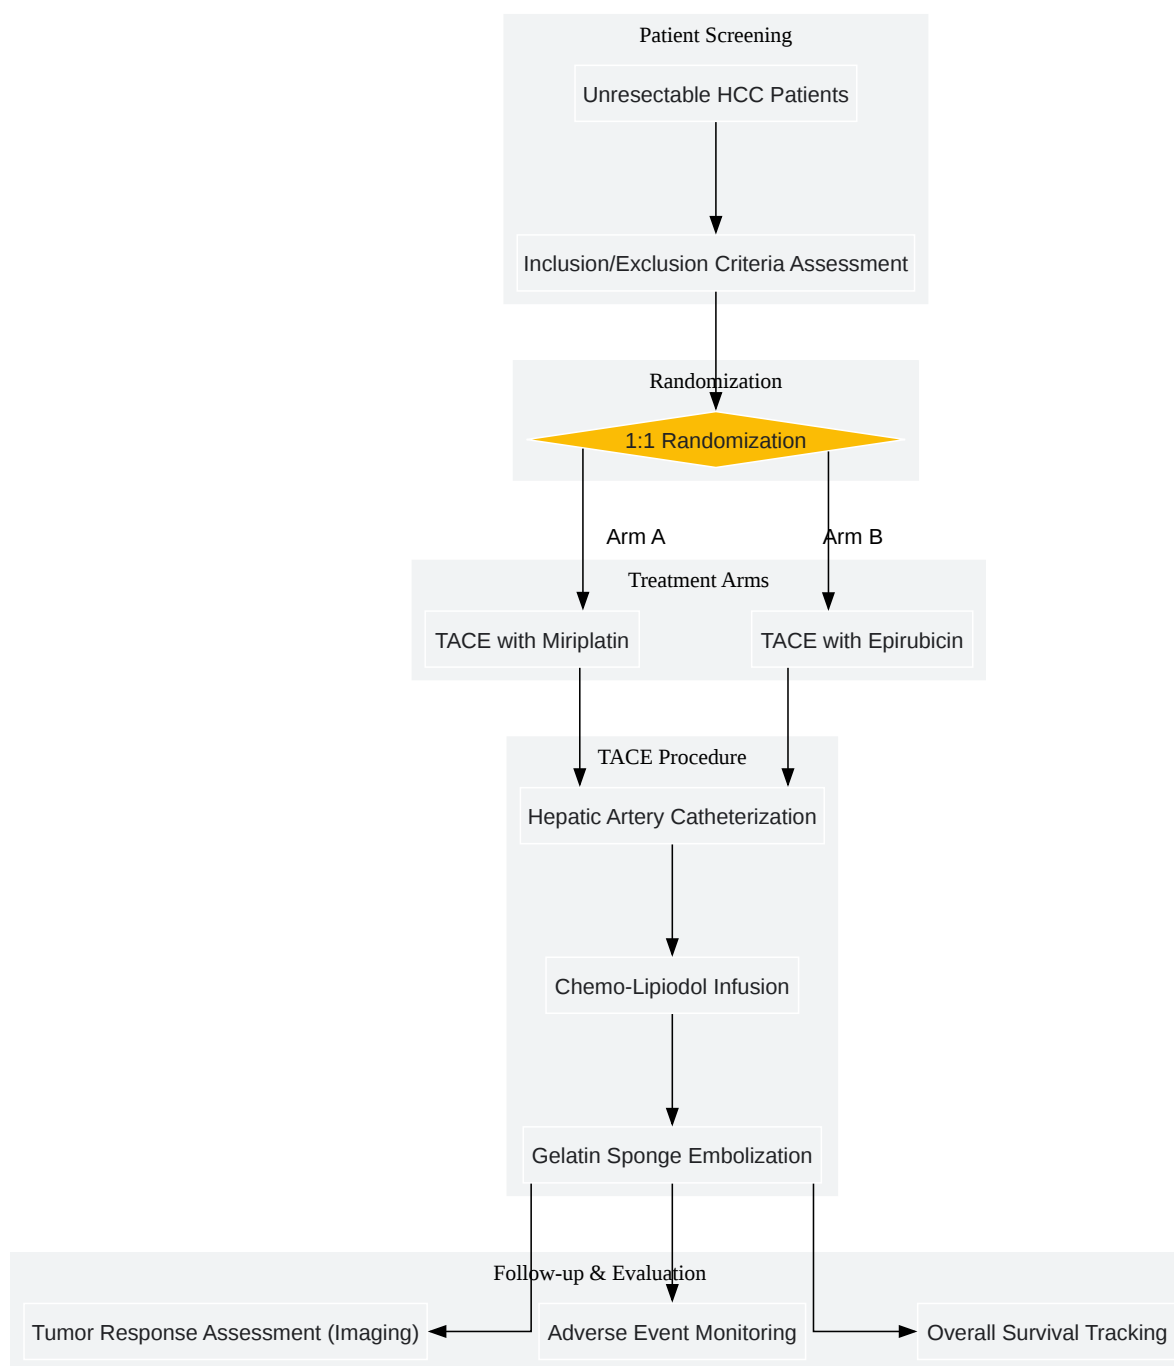 Patient Screening
Unresectable HCC Patients
Inclusion/Exclusion Criteria Assessment
Randomization
1:1 Randomization
Arm A
Arm B
Treatment Arms
TACE with Miriplatin
TACE with Epirubicin
TACE Procedure
Hepatic Artery Catheterization
Chemo-Lipiodol Infusion
Gelatin Sponge Embolization
Follow-up & Evaluation
Tumor Response Assessment (Imaging)
Adverse Event Monitoring
Overall Survival Tracking